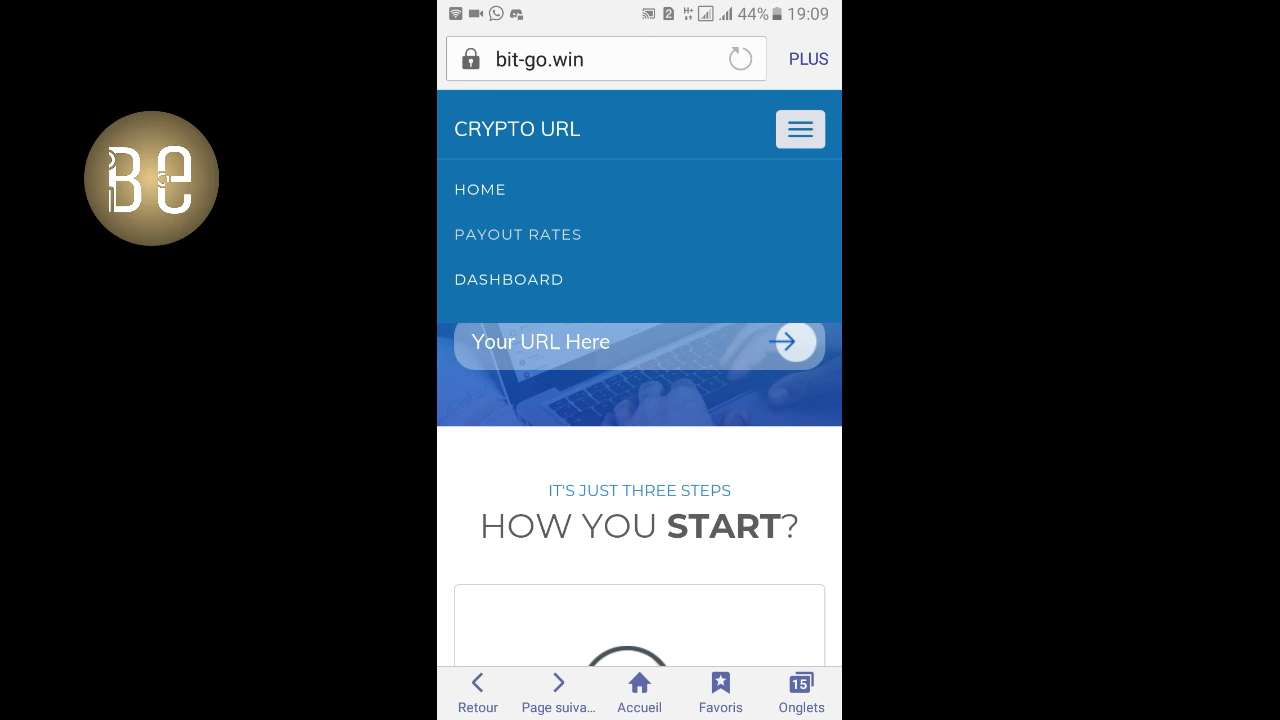 44% 19:09
bit-go.win
PLUS
Be
CRYPTO URL
HOME
PAYOUT RATES
DASHBOARD
Your URL Here
IT'S JUST THREE STEPS
HOW YOU START?
Retour
Page suiva...
Accueil
Favoris
15
Onglets